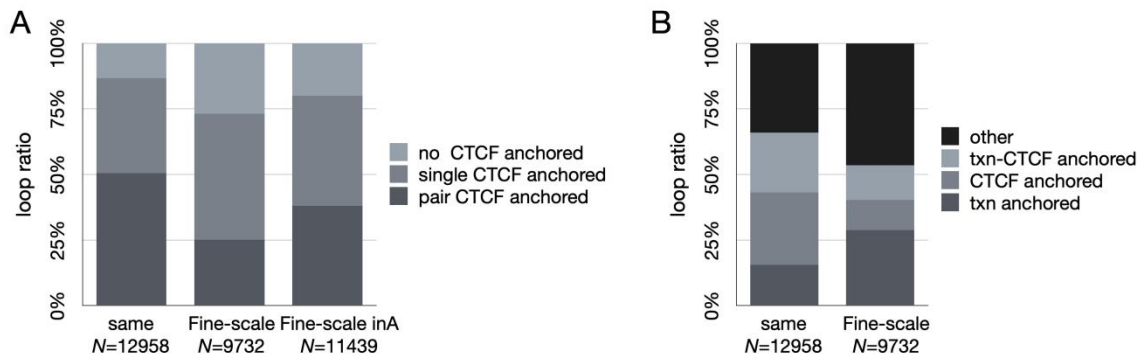 A
loop ratio
100%
75%
50%
25%
0%
same
N=12958
Fine-scale
N=9732
Fine-scale inA
N=11439
no CTCF anchored
single CTCF anchored
pair CTCF anchored
B
loop ratio
100%
75%
50%
25%
0%
same
N=12958
Fine-scale
N=9732
other
txn-CTCF anchored
CTCF anchored
txn anchored